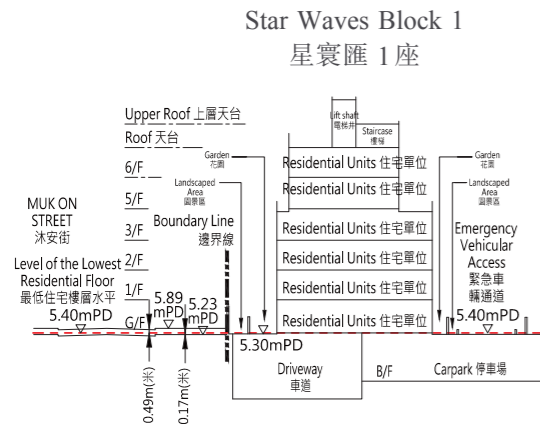 Star Waves Block 1
星寰匯 1座
Upper Roof 上層天台
Roof 天台
6/F
5/F
3/F
2/F
1/F
G/F
Lift shaft
電梯井
Staircase
樓梯
Garden
花園
Landscaped
Area
園景區
Boundary Line
邊界線
MUK ON
STREET
沐安街
Level of the Lowest
Residential Floor
最低住宅樓層水平
5.40mPD
5.89
mPD
5.23
mPD
0.49m(米)
0.17m(米)
5.30mPD
Residential Units 住宅單位
Residential Units 住宅單位
Residential Units 住宅單位
Residential Units 住宅單位
Residential Units 住宅單位
Residential Units 住宅單位
Garden
花園
Landscaped
Area
園景區
Emergency
Vehicular
Access
緊急車
輛通道
5.40mPD
Driveway
車道
B/F
Carpark 停車場